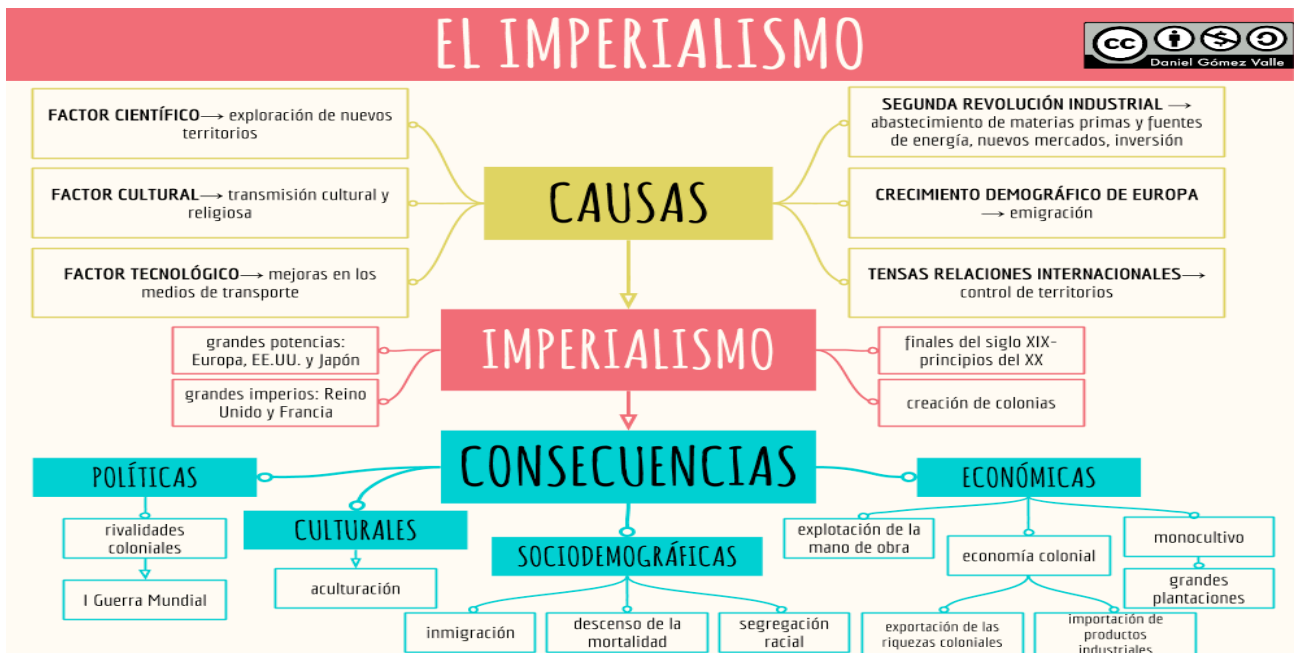 EL IMPERIALISMO
cc
Daniel Gómez Valle
FACTOR CIENTÍFICO⟶ exploración de nuevos
territorios
FACTOR CULTURAL⟶ transmisión cultural y
religiosa
FACTOR TECNOLÓGICO⟶ mejoras en los
medios de transporte
CAUSAS
SEGUNDA REVOLUCIÓN INDUSTRIAL ⟶
abastecimiento de materias primas y fuentes
de energía, nuevos mercados, inversión
CRECIMIENTO DEMOGRÁFICO DE EUROPA
⟶ emigración
TENSAS RELACIONES INTERNACIONALES⟶
control de territorios
grandes potencias:
Europa, EE.UU. y Japón
grandes imperios: Reino
Unido y Francia
IMPERIALISMO
finales del siglo XIX-
principios del XX
creación de colonias
CONSECUENCIAS
POLÍTICAS
rivalidades
coloniales
I Guerra Mundial
CULTURALES
aculturación
SOCIODEMOGRÁFICAS
inmigración
descenso de la
mortalidad
segregación
racial
ECONÓMICAS
explotación de la
mano de obra
economía colonial
exportación de las
riquezas coloniales
importación de
productos
industriales
monocultivo
grandes
plantaciones